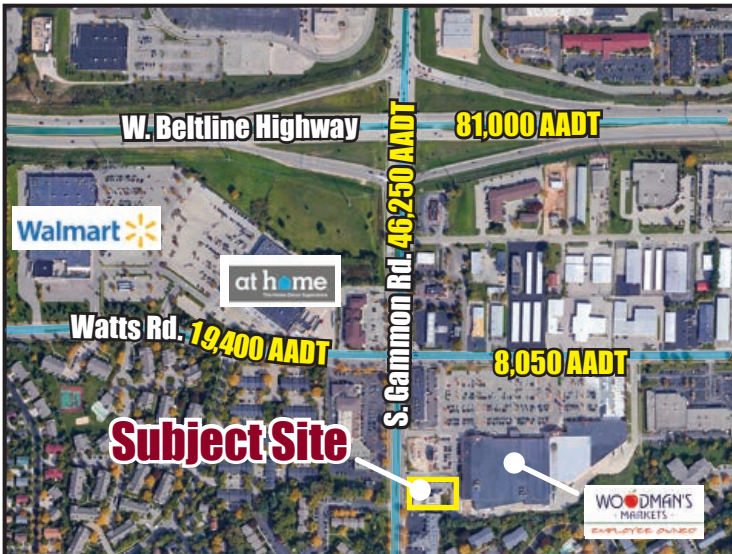 W. Beltline Highway
81,000 AADT
S. Gammon Rd. 46,250 AADT
Walmart
at home
The Home Décor Superstore
Watts Rd. 19,400 AADT
8,050 AADT
Subject Site
WOODMAN'S
MARKETS
EMPLOYEE OWNED